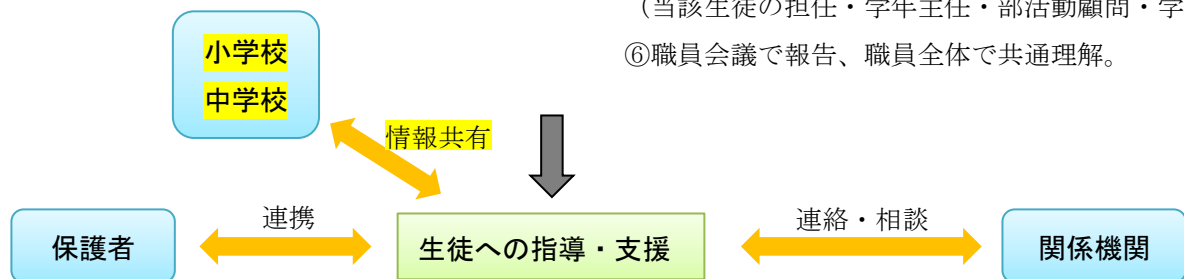 （当該生徒の担任・学年主任・部活動顧問・学
⑥職員会議で報告、職員全体で共通理解。
小学校
中学校
情報共有
連携
連絡・相談
保護者
生徒への指導・支援
関係機関